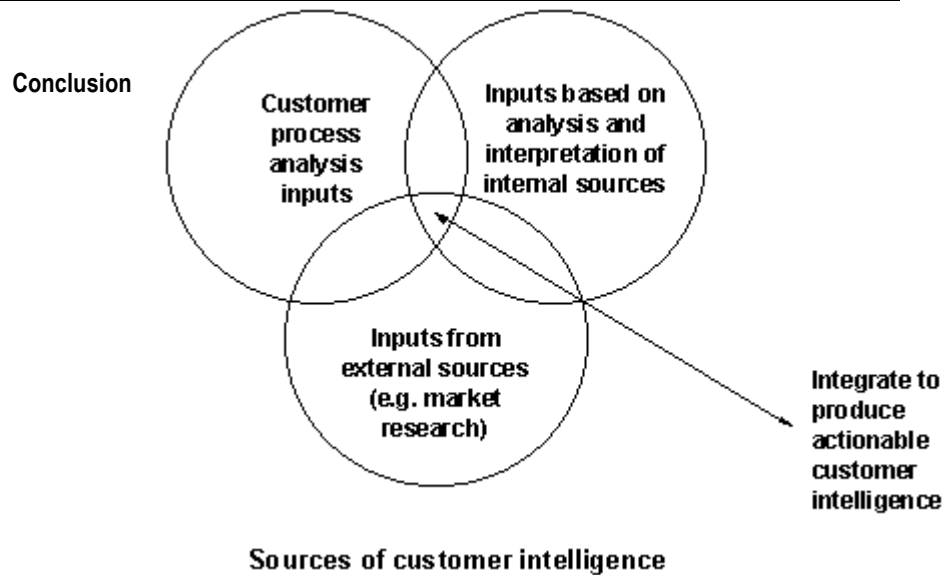 Conclusion
Customer
process
analysis
inputs
Inputs based on
analysis and
interpretation of
internal sources
Inputs from
external sources
(e.g. market
research)
Integrate to
produce
actionable
customer
intelligence
Sources of customer intelligence